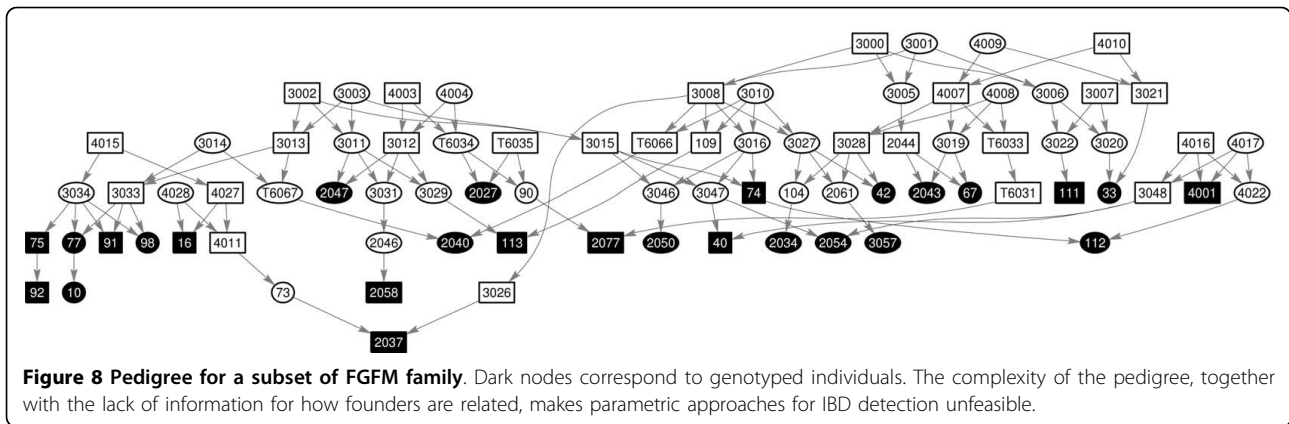 3000 3001 4009 4010
3002 3003 4003 4004 3008 3010 3005 4007 4008 3006 3007 3021
4015 3014 3013 3011 3012 T6034 T6035 3015 T6066 109 3016 3027 3028 2044 3019 T6033 3022 3020 4016 4017
3034 3033 4028 4027 T6067 2047 3031 3029 2027 90 3046 3047 74 104 2061 42 2043 67 T6031 111 33 3048 4001 4022
75 77 91 98 16 4011 2046 2040 113 2077 2050 40 2034 2054 3057 112
92 10 73 2058 3026
2037
Figure 8 Pedigree for a subset of FGFM family. Dark nodes correspond to genotyped individuals. The complexity of the pedigree, together
with the lack of information for how founders are related, makes parametric approaches for IBD detection unfeasible.